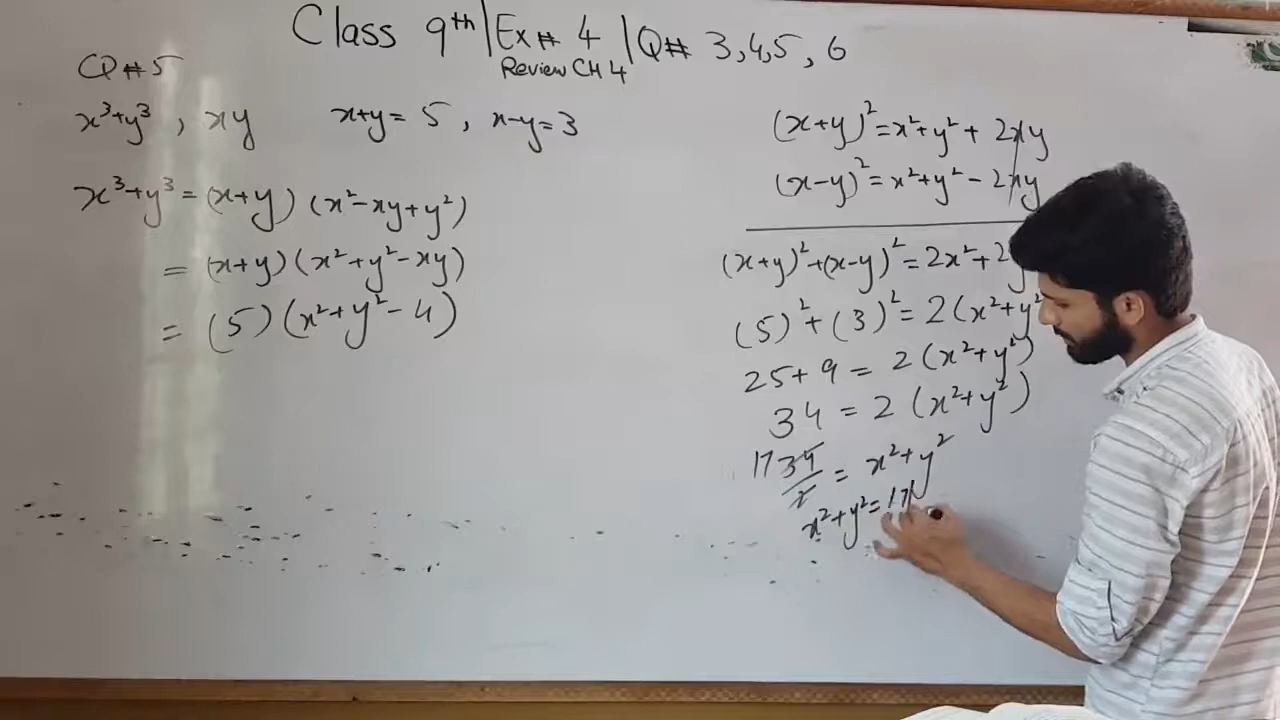 Class 9th | Ex# 4 | Q# 3,4,5,6
Review CH 4
Q#5
x³+y³ , xy x+y=5, x-y=3
x³+y³=(x+y)(x²-xy+y²)
=(x+y)(x²+y²-xy)
=(5)(x²+y²-4)
(x+y)²=x²+y²+2xy
(x-y)²=x²+y²-2xy
(x+y)²+(x-y)²=2x²+2y
(5)²+(3)²=2(x²+y²
25+9=2(x²+y²)
34=2(x²+y²)
17 34/2=x²+y²
x²+y²=17